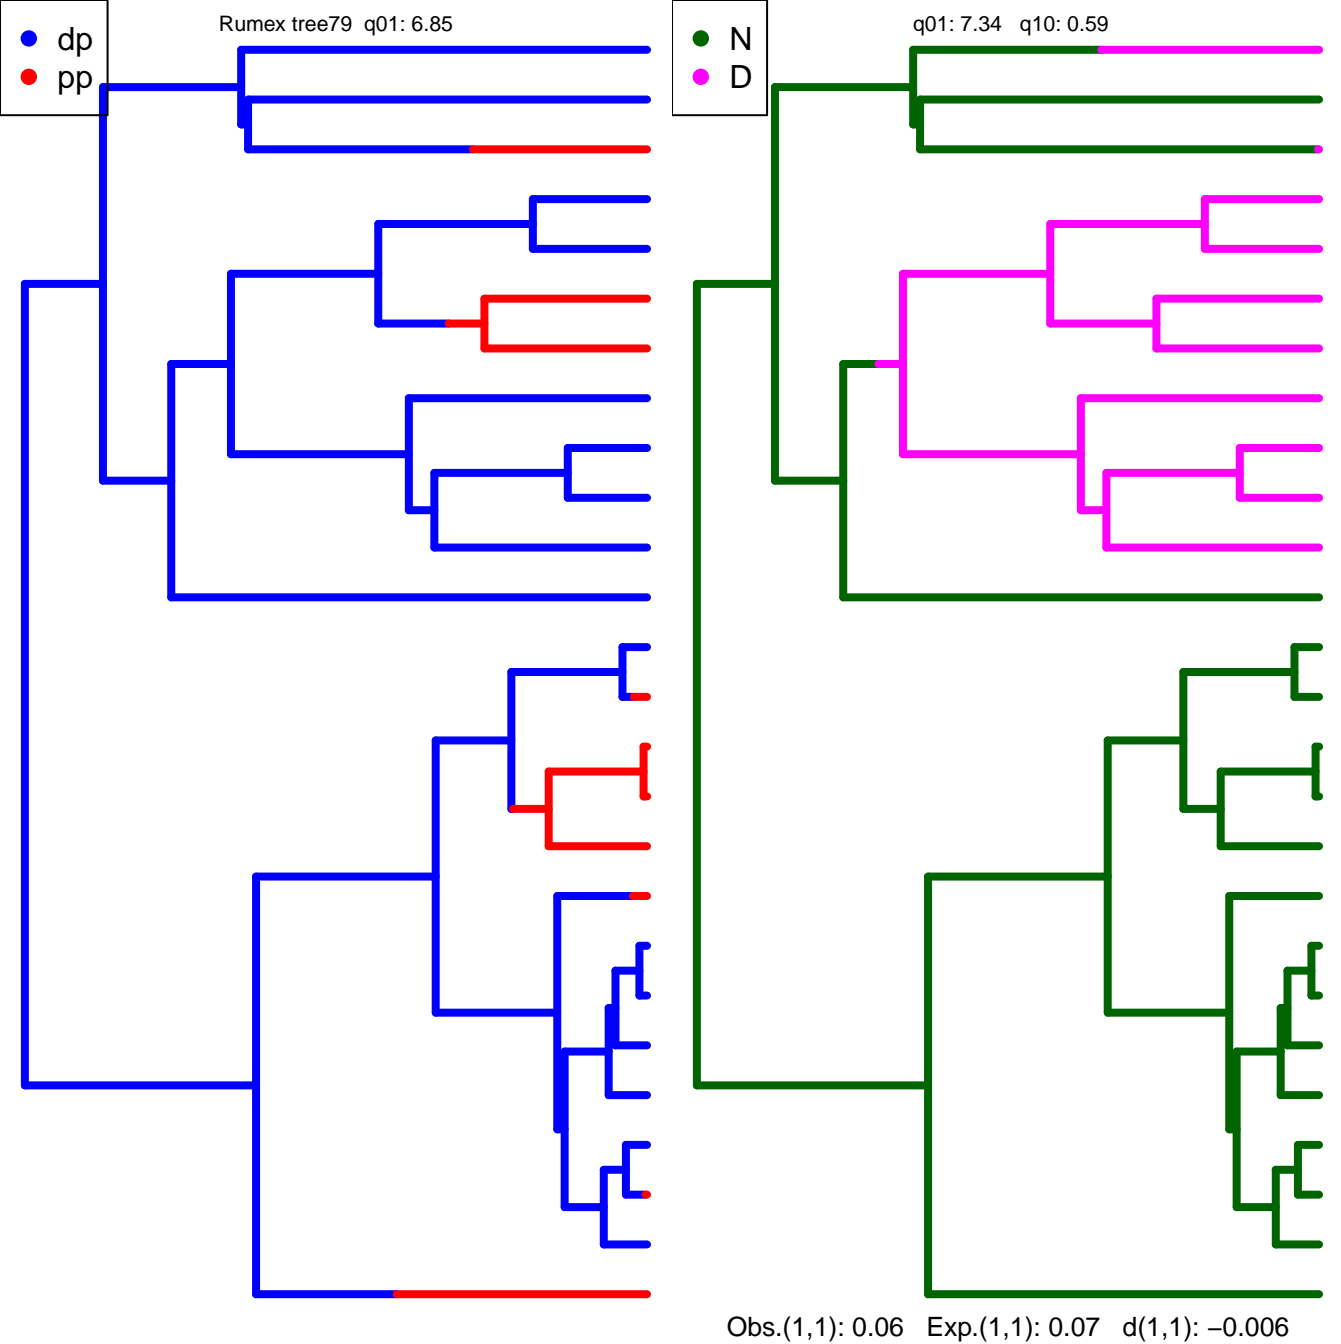 Rumex tree79 q01: 6.85
dp
pp
q01: 7.34 q10: 0.59
N
D
Obs.(1,1): 0.06 Exp.(1,1): 0.07 d(1,1): −0.006